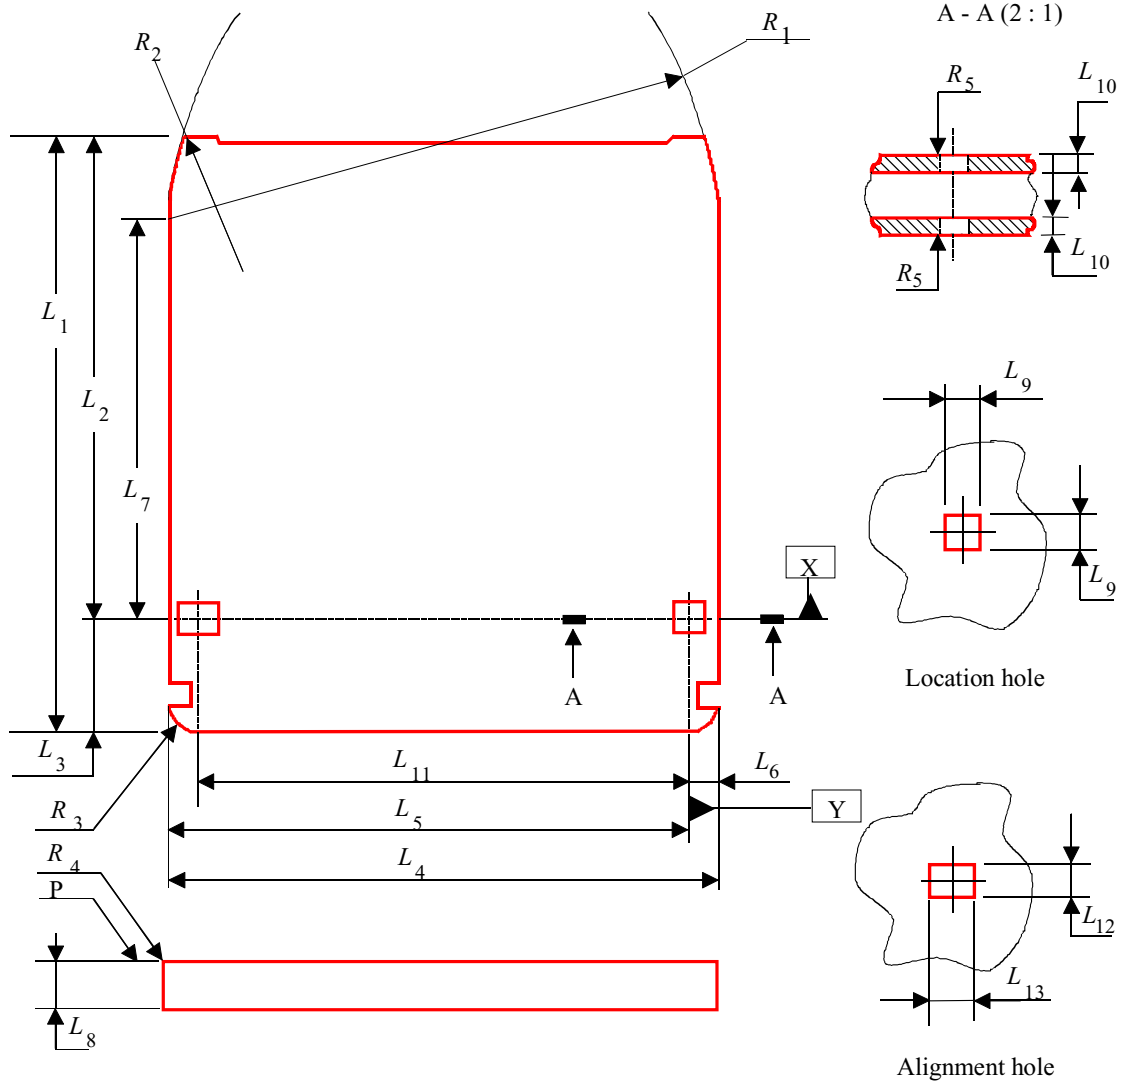 A - A (2 : 1)
R1
R2
R5
L10
L1
L2
L7
R5
L10
L9
L9
X
A
A
Location hole
L3
L11
L6
R3
L5
Y
R4
L4
P
L12
L13
L8
Alignment hole